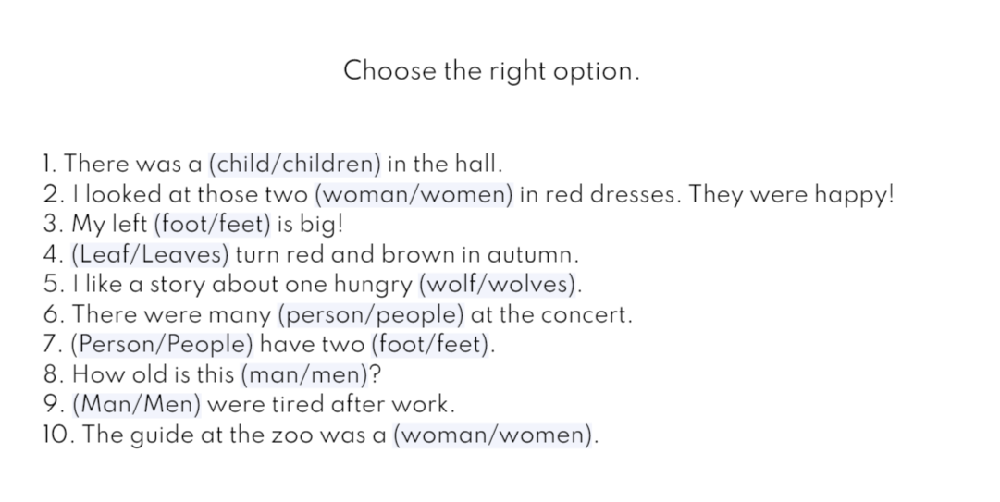 Choose the right option.
1. There was a (child/children) in the hall.
2. I looked at those two (woman/women) in red dresses. They were happy!
3. My left (foot/feet) is big!
4. (Leaf/Leaves) turn red and brown in autumn.
5. I like a story about one hungry (wolf/wolves).
6. There were many (person/people) at the concert.
7. (Person/People) have two (foot/feet).
8. How old is this (man/men)?
9. (Man/Men) were tired after work.
10. The guide at the zoo was a (woman/women).